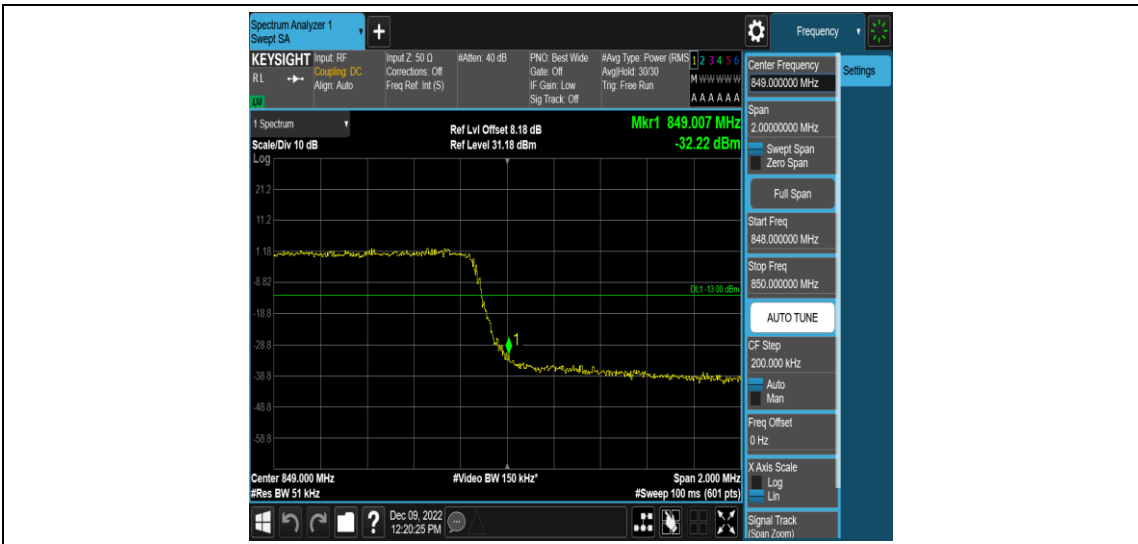 Spectrum Analyzer 1
Swept SA
+
Frequency
KEYSIGHT
RL
LXI
Input: RF
Coupling: DC
Align: Auto
Input Z: 50 Ω
Corrections: Off
Freq Ref: Int (S)
#Atten: 40 dB
PNO: Best Wide
Gate: Off
IF Gain: Low
Sig Track: Off
#Avg Type: Power (RMS
Avg|Hold: 30/30
Trig: Free Run
1 2 3 4 5 6
M W W W W W
A A A A A A
1 Spectrum
Scale/Div 10 dB
Log
Ref Lvl Offset 8.18 dB
Ref Level 31.18 dBm
Mkr1 849.007 MHz
-32.22 dBm
21.2
11.2
1.18
-8.82
-18.8
-28.8
-38.8
-48.8
-58.8
DL1 -13.00 dBm
1
Center 849.000 MHz
#Res BW 51 kHz
#Video BW 150 kHz*
Span 2.000 MHz
#Sweep 100 ms (601 pts)
?
Dec 09, 2022
12:20:25 PM
Center Frequency
849.000000 MHz
Settings
Span
2.00000000 MHz
Swept Span
Zero Span
Full Span
Start Freq
848.000000 MHz
Stop Freq
850.000000 MHz
AUTO TUNE
CF Step
200.000 kHz
Auto
Man
Freq Offset
0 Hz
X Axis Scale
Log
Lin
Signal Track
(Span Zoom)